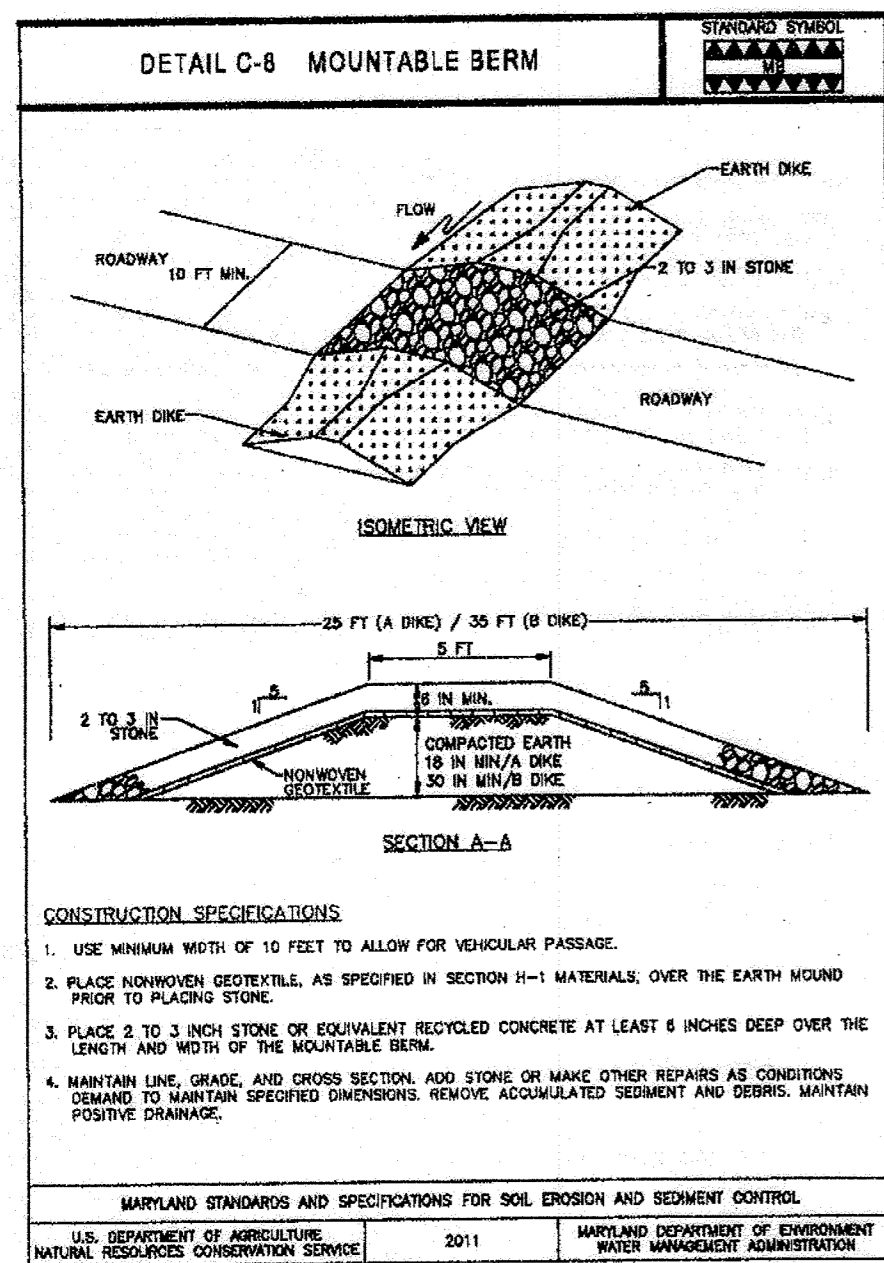 DETAIL C-8 MOUNTABLE BERM
STANDARD SYMBOL
MB
EARTH DIKE
FLOW
ROADWAY
10 FT MIN.
2 TO 3 IN STONE
EARTH DIKE
ROADWAY
ISOMETRIC VIEW
25 FT (A DIKE) / 35 FT (B DIKE)
5 FT
5
1
6 IN MIN.
5
1
2 TO 3 IN
STONE
NONWOVEN
GEOTEXTILE
COMPACTED EARTH
18 IN MIN/A DIKE
30 IN MIN/B DIKE
SECTION A-A
CONSTRUCTION SPECIFICATIONS
1. USE MINIMUM WIDTH OF 10 FEET TO ALLOW FOR VEHICULAR PASSAGE.
2. PLACE NONWOVEN GEOTEXTILE, AS SPECIFIED IN SECTION H-1 MATERIALS, OVER THE EARTH MOUND
PRIOR TO PLACING STONE.
3. PLACE 2 TO 3 INCH STONE OR EQUIVALENT RECYCLED CONCRETE AT LEAST 6 INCHES DEEP OVER THE
LENGTH AND WIDTH OF THE MOUNTABLE BERM.
4. MAINTAIN LINE, GRADE, AND CROSS SECTION. ADD STONE OR MAKE OTHER REPAIRS AS CONDITIONS
DEMAND TO MAINTAIN SPECIFIED DIMENSIONS. REMOVE ACCUMULATED SEDIMENT AND DEBRIS. MAINTAIN
POSITIVE DRAINAGE.
MARYLAND STANDARDS AND SPECIFICATIONS FOR SOIL EROSION AND SEDIMENT CONTROL
U.S. DEPARTMENT OF AGRICULTURE
NATURAL RESOURCES CONSERVATION SERVICE
2011
MARYLAND DEPARTMENT OF ENVIRONMENT
WATER MANAGEMENT ADMINISTRATION